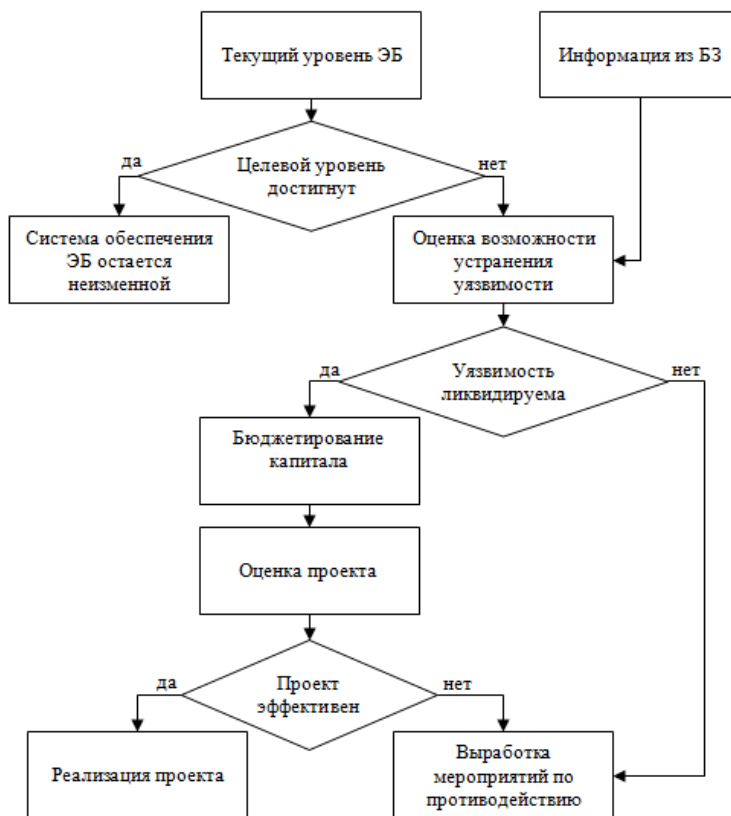 Текущий уровень ЭБ
Информация из БЗ
да
Целевой уровень
достигнут
нет
Система обеспечения
ЭБ остается
неизменной
Оценка возможности
устранения
уязвимости
да
Уязвимость
ликвидируема
нет
Бюджетирование
капитала
Оценка проекта
да
Проект
эффективен
нет
Реализация проекта
Выработка
мероприятий по
противодействию